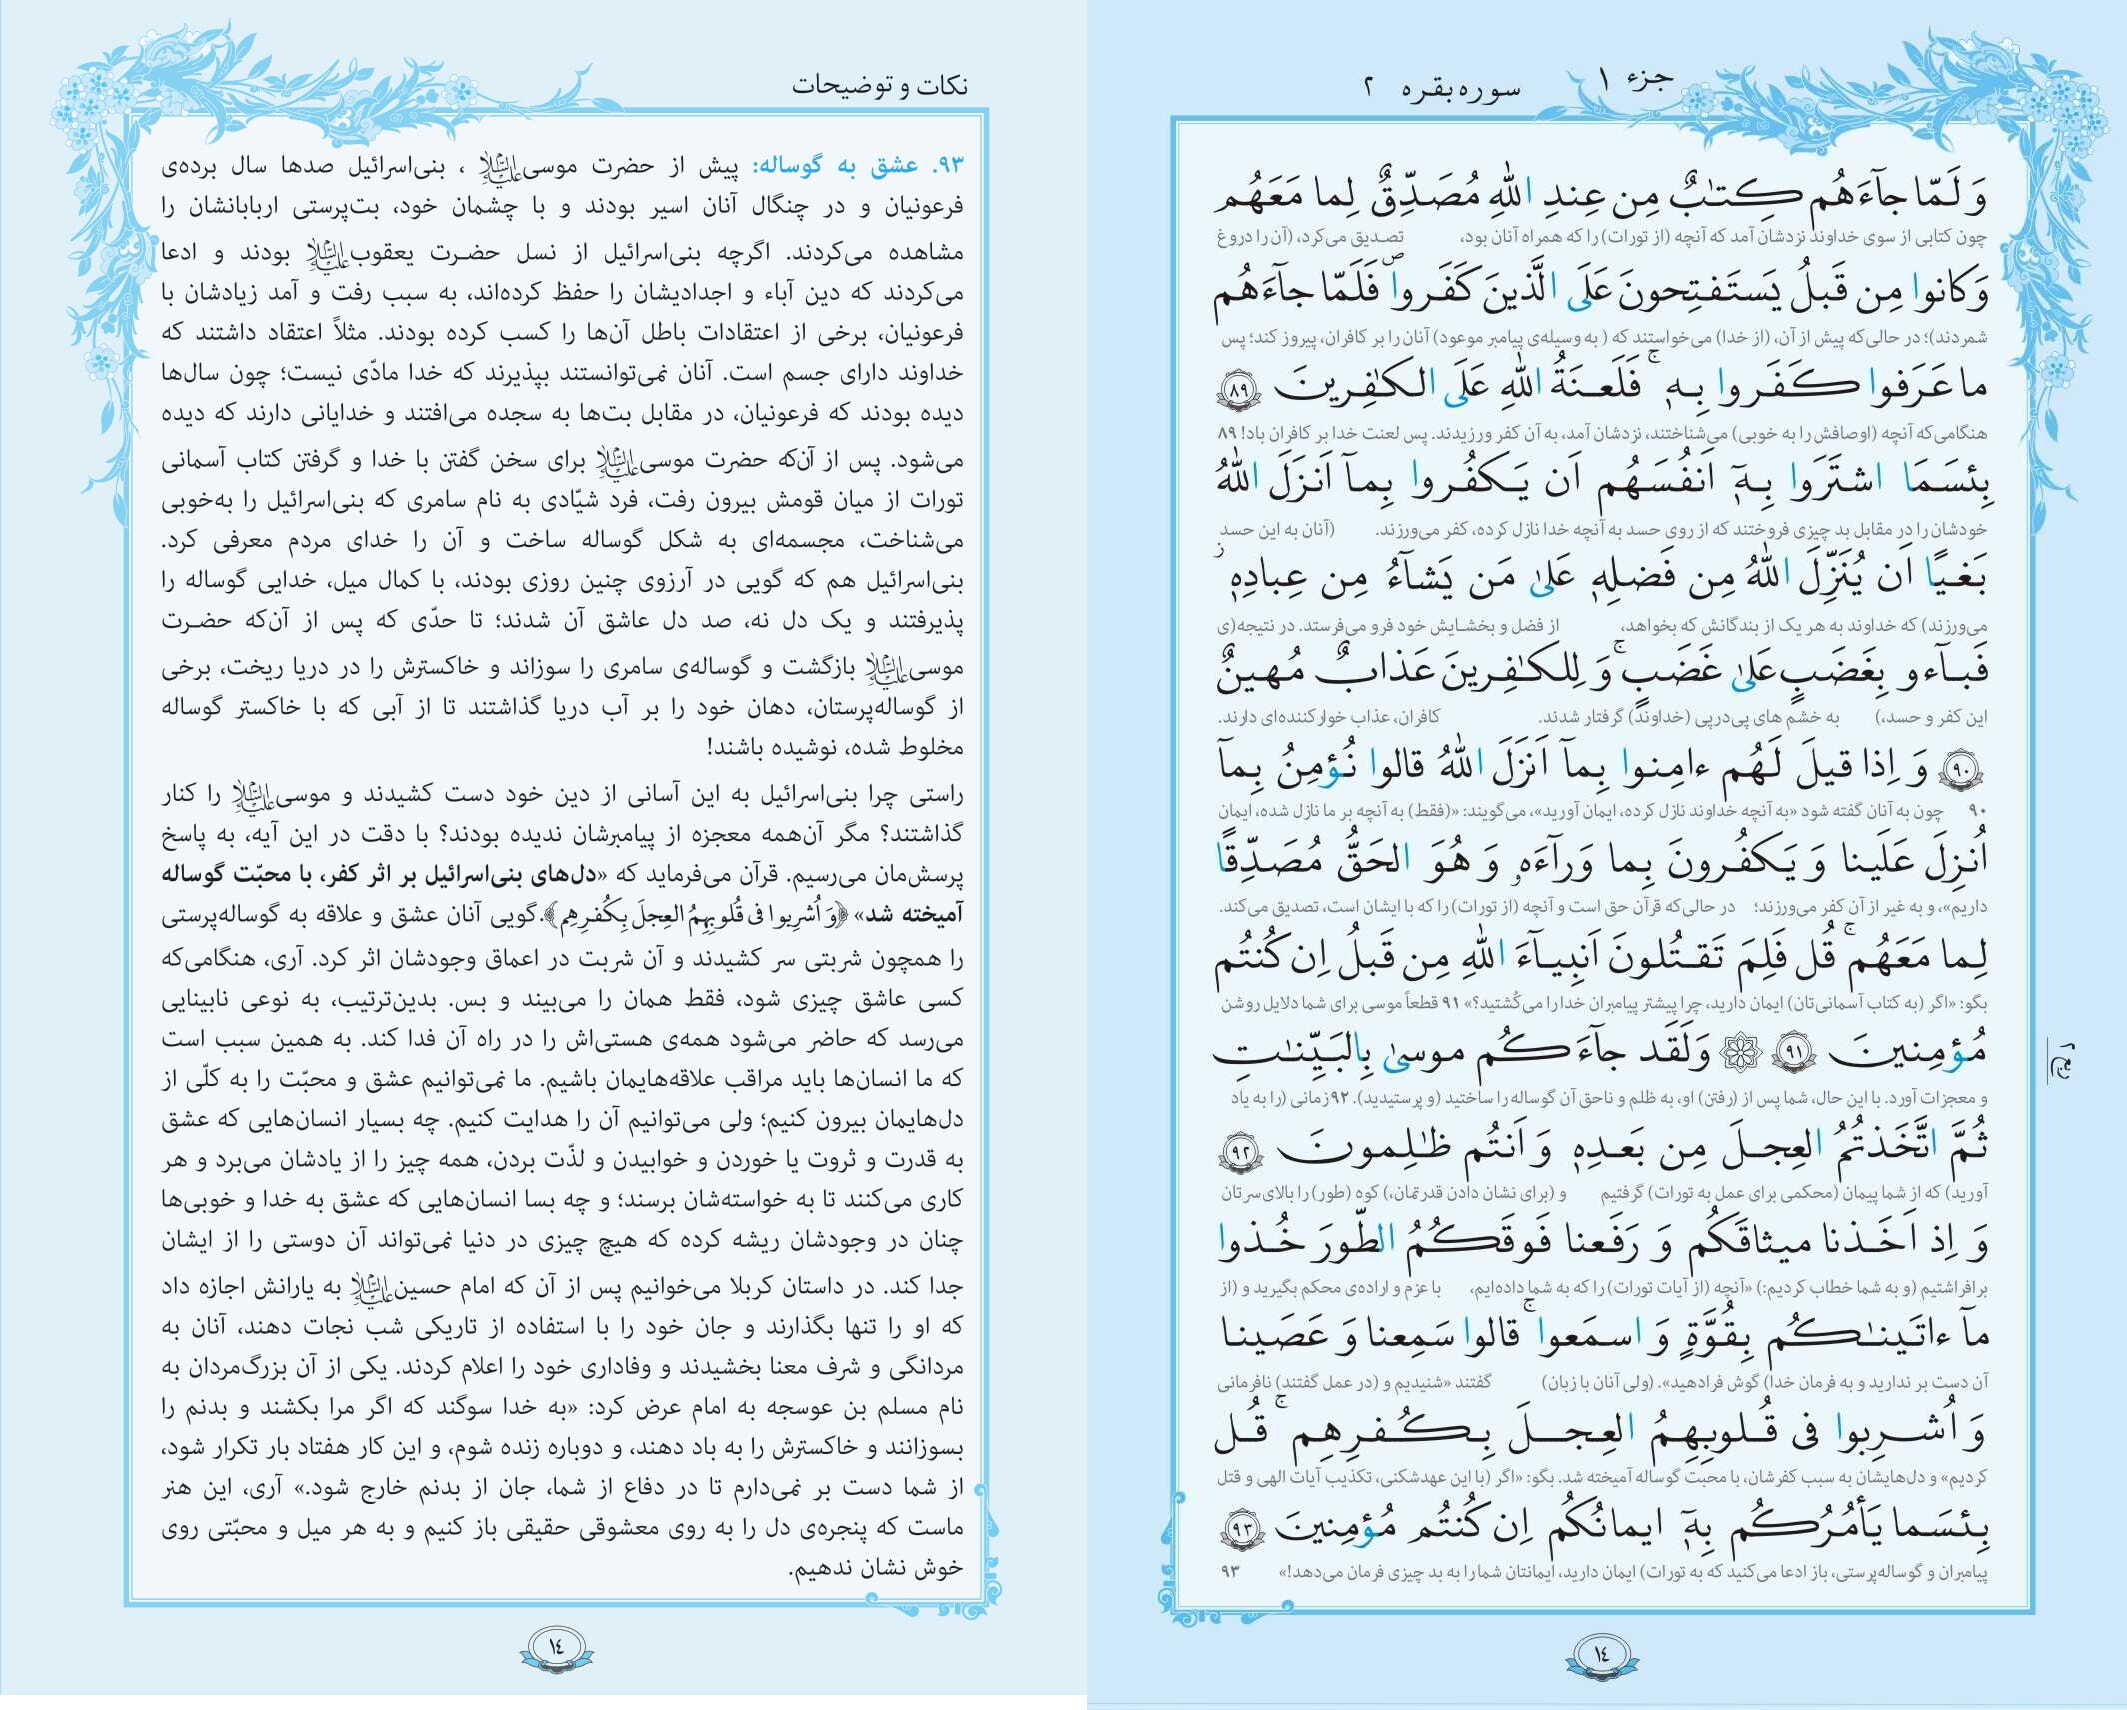 جزء ۱
سوره بقره ۲
وَ لَمّا جآءَهُم كِتٰبٌ مِن عِندِ اللّٰهِ مُصَدِّقٌ لِما مَعَهُم
چون کتابی از سوی خداوند نزدشان آمد که آنچه (از تورات) را که همراه آنان بود، تصدیق می‌کرد، (آن را دروغ
وَ كانوا مِن قَبلُ يَستَفتِحونَ عَلَى الَّذينَ كَفَروا ۖ فَلَمّا جآءَهُم
شمردند)؛ در حالی‌که پیش از آن، (از خدا) می‌خواستند که ( به وسیله‌ی پیامبر موعود) آنان را بر کافران، پیروز کند؛ پس
ما عَرَفوا كَفَروا بِهٖ ۚ فَلَعنَةُ اللّٰهِ عَلَى الكٰفِرينَ ۸۹
هنگامی‌که آنچه (اوصافش را به خوبی) می‌شناختند، نزدشان آمد، به آن کفر ورزیدند. پس لعنت خدا بر کافران باد! ۸۹
بِئسَمَا اشتَرَوا بِهٖٓ اَنفُسَهُم اَن يَكفُروا بِمآ اَنزَلَ اللّٰهُ
خودشان را در مقابل بد چیزی فروختند که از روی حسد به آنچه خدا نازل کرده، کفر می‌ورزند. (آنان به این حسد
بَغيًا اَن يُنَزِّلَ اللّٰهُ مِن فَضلِهٖ عَلىٰ مَن يَشآءُ مِن عِبادِهٖ ز
می‌ورزند) که خداوند به هر یک از بندگانش که بخواهد، از فضل و بخشایش خود فرو می‌فرستد. در نتیجه(ی
فَبآءو بِغَضَبٍ عَلىٰ غَضَبٍ ۚ وَ لِلكٰفِرينَ عَذابٌ مُهينٌ
این کفر و حسد،) به خشم های پی‌درپی (خداوند) گرفتار شدند. کافران، عذاب خوارکننده‌ای دارند.
۹۰ وَ اِذا قيلَ لَهُم ءامِنوا بِمآ اَنزَلَ اللّٰهُ قالوا نُؤمِنُ بِمآ
۹۰ چون به آنان گفته شود «به آنچه خداوند نازل کرده، ایمان آورید»، می‌گویند: «(فقط) به آنچه بر ما نازل شده، ایمان
اُنزِلَ عَلَينا وَ يَكفُرونَ بِما وَرآءَهٗ وَ هُوَ الحَقُّ مُصَدِّقًا
داریم»، و به غیر از آن کفر می‌ورزند؛ در حالی‌که قرآن حق است و آنچه (از تورات) را که با ایشان است، تصدیق می‌کند.
لِما مَعَهُم ۚ قُل فَلِمَ تَقتُلونَ اَنبِيآءَ اللّٰهِ مِن قَبلُ اِن كُنتُم
بگو: «اگر (به کتاب آسمانی‌تان) ایمان دارید، چرا پیشتر پیامبران خدا را می‌کُشتید؟» ۹۱ قطعاً موسی برای شما دلایل روشن
مُؤمِنينَ ۹۱ ۞ وَ لَقَد جآءَكُم موسىٰ بِالبَيِّنٰتِ
و معجزات آورد. با این حال، شما پس از (رفتن) او، به ظلم و ناحق آن گوساله را ساختید (و پرستیدید). ۹۲زمانی (را به یاد
ثُمَّ اتَّخَذتُمُ العِجلَ مِن بَعدِهٖ وَ اَنتُم ظٰلِمونَ ۹۲
آورید) که از شما پیمان (محکمی برای عمل به تورات) گرفتیم و (برای نشان دادن قدرتمان،) کوه (طور) را بالای سرتان
وَ اِذ اَخَذنا ميثاقَكُم وَ رَفَعنا فَوقَكُمُ الطّورَ خُذوا
برافراشتیم (و به شما خطاب کردیم:) «آنچه (از آیات تورات) را که به شما داده‌ایم، با عزم و اراده‌ی محکم بگیرید و (از
مآ ءاتَينٰكُم بِقُوَّةٍ وَ اسمَعوا ۚ قالوا سَمِعنا وَ عَصَينا
آن دست بر ندارید و به فرمان خدا) گوش فرادهید». (ولی آنان با زبان) گفتند «شنیدیم و (در عمل گفتند) نافرمانی
وَ اُشرِبوا فى قُلوبِهِمُ العِجلَ بِكُفرِهِم ۚ قُل
کردیم» و دل‌هایشان به سبب کفرشان، با محبت گوساله آمیخته شد. بگو: «اگر (با این عهدشکنی، تکذیب آیات الهی و قتل
بِئسَما يَأمُرُكُم بِهٖٓ ايمانُكُم اِن كُنتُم مُؤمِنينَ ۹۳
پیامبران و گوساله‌پرستی، باز ادعا می‌کنید که به تورات) ایمان دارید، ایمانتان شما را به بد چیزی فرمان می‌دهد!» ۹۳
۱٤
نکات و توضیحات
۹۳. عشق به گوساله: پیش از حضرت موسی علیه‌السلام ، بنی‌اسرائیل صدها سال برده‌ی
فرعونیان و در چنگال آنان اسیر بودند و با چشمان خود، بت‌پرستی اربابانشان را
مشاهده می‌کردند. اگرچه بنی‌اسرائیل از نسل حضرت یعقوب علیه‌السلام بودند و ادعا
می‌کردند که دین آباء و اجدادیشان را حفظ کرده‌اند، به سبب رفت و آمد زیادشان با
فرعونیان، برخی از اعتقادات باطل آن‌ها را کسب کرده بودند. مثلاً اعتقاد داشتند که
خداوند دارای جسم است. آنان نمی‌توانستند بپذیرند که خدا مادّی نیست؛ چون سال‌ها
دیده بودند که فرعونیان، در مقابل بت‌ها به سجده می‌افتند و خدایانی دارند که دیده
می‌شود. پس از آن‌که حضرت موسی علیه‌السلام برای سخن گفتن با خدا و گرفتن کتاب آسمانی
تورات از میان قومش بیرون رفت، فرد شیّادی به نام سامری که بنی‌اسرائیل را به‌خوبی
می‌شناخت، مجسمه‌ای به شکل گوساله ساخت و آن را خدای مردم معرفی کرد.
بنی‌اسرائیل هم که گویی در آرزوی چنین روزی بودند، با کمال میل، خدایی گوساله را
پذیرفتند و یک دل نه، صد دل عاشق آن شدند؛ تا حدّی که پس از آن‌که حضرت
موسی علیه‌السلام بازگشت و گوساله‌ی سامری را سوزاند و خاکسترش را در دریا ریخت، برخی
از گوساله‌پرستان، دهان خود را بر آب دریا گذاشتند تا از آبی که با خاکستر گوساله
مخلوط شده، نوشیده باشند!
راستی چرا بنی‌اسرائیل به این آسانی از دین خود دست کشیدند و موسی علیه‌السلام را کنار
گذاشتند؟ مگر آن‌همه معجزه از پیامبرشان ندیده بودند؟ با دقت در این آیه، به پاسخ
پرسش‌مان می‌رسیم. قرآن می‌فرماید که «دل‌های بنی‌اسرائیل بر اثر کفر، با محبّت گوساله
آمیخته شد» ﴿وَ اُشرِبوا فی قُلوبِهِمُ العِجلَ بِكُفرِهِم﴾.گویی آنان عشق و علاقه به گوساله‌پرستی
را همچون شربتی سر کشیدند و آن شربت در اعماق وجودشان اثر کرد. آری، هنگامی‌که
کسی عاشق چیزی شود، فقط همان را می‌بیند و بس. بدین‌ترتیب، به نوعی نابینایی
می‌رسد که حاضر می‌شود همه‌ی هستی‌اش را در راه آن فدا کند. به همین سبب است
که ما انسان‌ها باید مراقب علاقه‌هایمان باشیم. ما نمی‌توانیم عشق و محبّت را به کلّی از
دل‌هایمان بیرون کنیم؛ ولی می‌توانیم آن را هدایت کنیم. چه بسیار انسان‌هایی که عشق
به قدرت و ثروت یا خوردن و خوابیدن و لذّت بردن، همه چیز را از یادشان می‌برد و هر
کاری می‌کنند تا به خواسته‌شان برسند؛ و چه بسا انسان‌هایی که عشق به خدا و خوبی‌ها
چنان در وجودشان ریشه کرده که هیچ چیزی در دنیا نمی‌تواند آن دوستی را از ایشان
جدا کند. در داستان کربلا می‌خوانیم پس از آن که امام حسین علیه‌السلام به یارانش اجازه داد
که او را تنها بگذارند و جان خود را با استفاده از تاریکی شب نجات دهند، آنان به
مردانگی و شرف معنا بخشیدند و وفاداری خود را اعلام کردند. یکی از آن بزرگ‌مردان به
نام مسلم بن عوسجه به امام عرض کرد: «به خدا سوگند که اگر مرا بکشند و بدنم را
بسوزانند و خاکسترش را به باد دهند، و دوباره زنده شوم، و این کار هفتاد بار تکرار شود،
از شما دست بر نمی‌دارم تا در دفاع از شما، جان از بدنم خارج شود.» آری، این هنر
ماست که پنجره‌ی دل را به روی معشوقی حقیقی باز کنیم و به هر میل و محبّتی روی
خوش نشان ندهیم.
۱٤